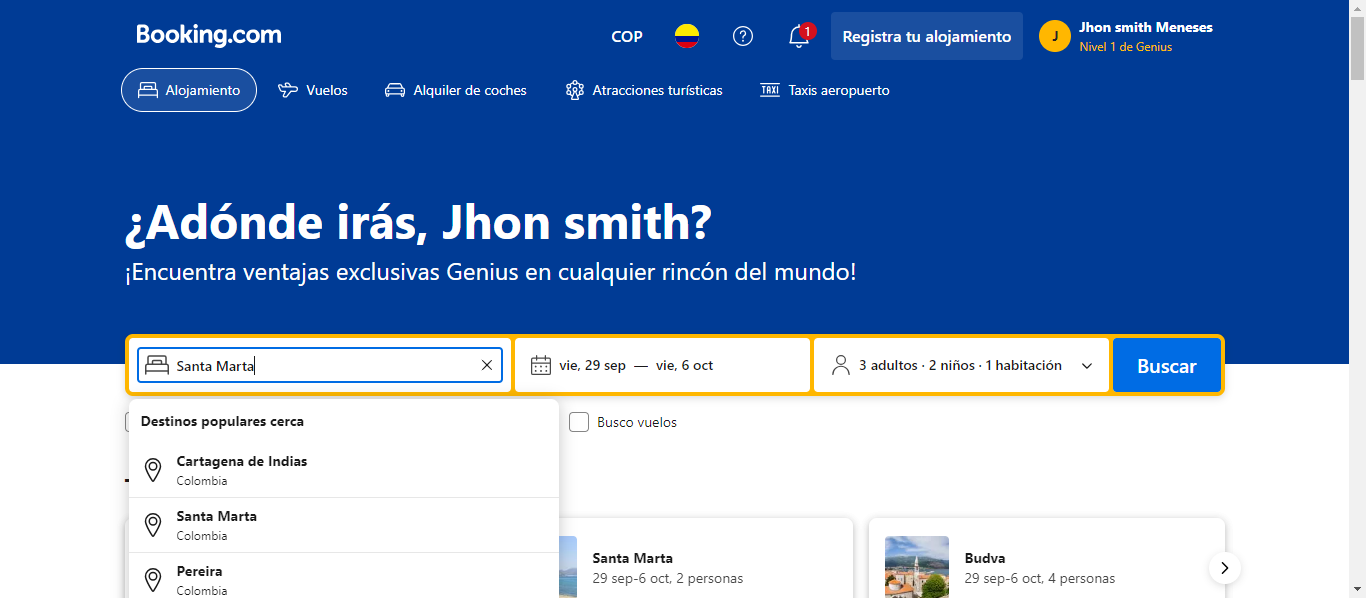 Booking.com
COP
1
Registra tu alojamiento
J
Jhon smith Meneses
Nivel 1 de Genius
Alojamiento
Vuelos
Alquiler de coches
Atracciones turísticas
TAXI
Taxis aeropuerto
¿Adónde irás, Jhon smith?
¡Encuentra ventajas exclusivas Genius en cualquier rincón del mundo!
Santa Marta
vie, 29 sep — vie, 6 oct
3 adultos · 2 niños · 1 habitación
Buscar
Destinos populares cerca
Busco vuelos
Cartagena de Indias
Colombia
Santa Marta
Colombia
Pereira
Colombia
Santa Marta
29 sep-6 oct, 2 personas
Budva
29 sep-6 oct, 4 personas